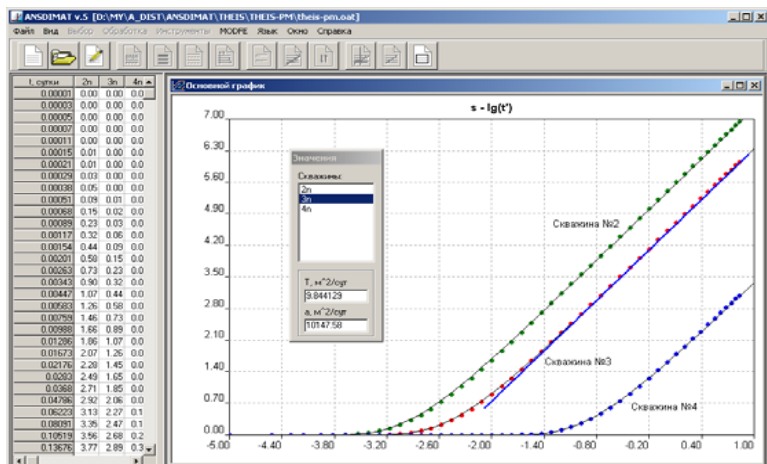 ANSDIMAT v.5 [D:\MY\A_DIST\ANSDIMAT\THEIS\THEIS-PM\theis-pm.oat]
Файл Вид Выбор Обработка Инструменты MODFE Язык Окно Справка
t, сутки 2n 3n 4n
0.00001 0.00 0.00 0.0
0.00003 0.00 0.00 0.0
0.00005 0.00 0.00 0.0
0.00007 0.00 0.00 0.0
0.00011 0.00 0.00 0.0
0.00015 0.01 0.00 0.0
0.00021 0.01 0.00 0.0
0.00029 0.03 0.00 0.0
0.00038 0.05 0.00 0.0
0.00051 0.09 0.01 0.0
0.00068 0.15 0.02 0.0
0.00089 0.23 0.03 0.0
0.00117 0.32 0.06 0.0
0.00154 0.44 0.09 0.0
0.00201 0.58 0.15 0.0
0.00263 0.73 0.23 0.0
0.00343 0.90 0.32 0.0
0.00447 1.07 0.44 0.0
0.00583 1.26 0.58 0.0
0.00759 1.46 0.73 0.0
0.00988 1.66 0.89 0.0
0.01286 1.86 1.07 0.0
0.01673 2.07 1.26 0.0
0.02176 2.28 1.45 0.0
0.0283 2.49 1.65 0.0
0.0368 2.71 1.85 0.0
0.04786 2.92 2.06 0.0
0.06223 3.13 2.27 0.1
0.08091 3.35 2.47 0.1
0.10519 3.56 2.68 0.2
0.13676 3.77 2.89 0.3
Основной график
s - lg(t')
7.00
6.30
5.60
4.90
4.20
3.50
2.80
2.10
1.40
0.70
0.00
-5.00 -4.40 -3.80 -3.20 -2.60 -2.00 -1.40 -0.80 -0.20 0.40 1.00
Значения
Скважины:
2n
3n
4n
T, м^2/сут
9.844129
a, м^2/сут
10147.58
Скважина №2
Скважина №3
Скважина №4